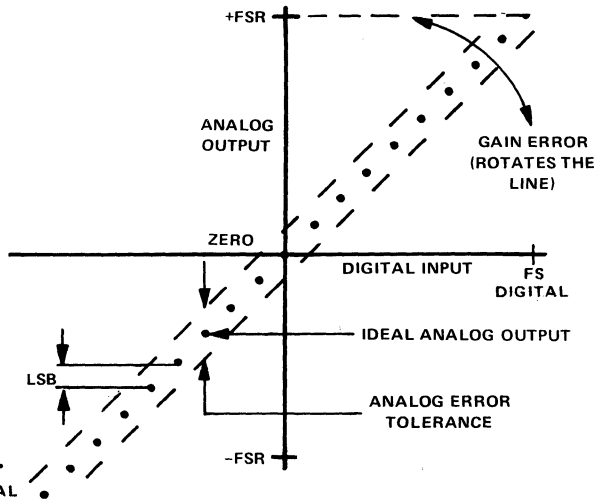 +FSR
ANALOG
OUTPUT
GAIN ERROR
(ROTATES THE
LINE)
ZERO
DIGITAL INPUT
FS
DIGITAL
IDEAL ANALOG OUTPUT
LSB
ANALOG ERROR
TOLERANCE
-FSR
AL